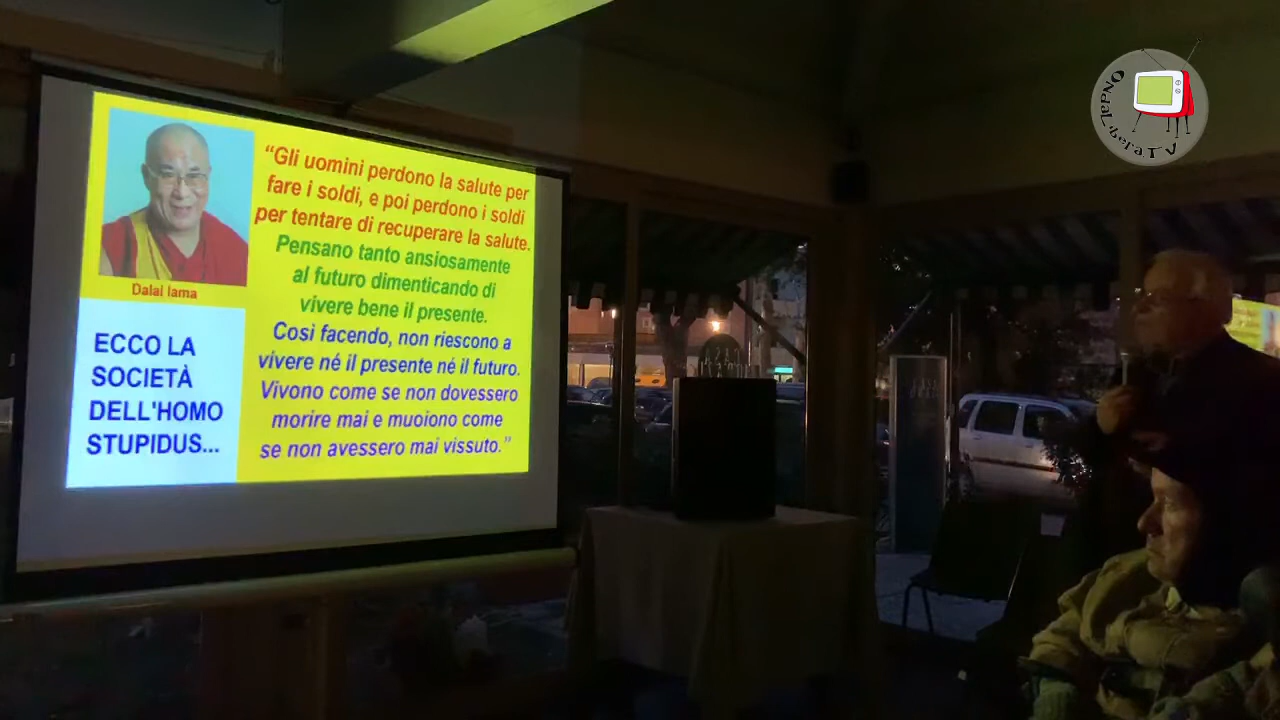 “Gli uomini perdono la salute per
fare i soldi, e poi perdono i soldi
per tentare di recuperare la salute.
Pensano tanto ansiosamente
al futuro dimenticando di
vivere bene il presente.
Così facendo, non riescono a
vivere né il presente né il futuro.
Vivono come se non dovessero
morire mai e muoiono come
se non avessero mai vissuto.”
Dalai lama
ECCO LA
SOCIETÀ
DELL'HOMO
STUPIDUS...
OndaLiberaTV